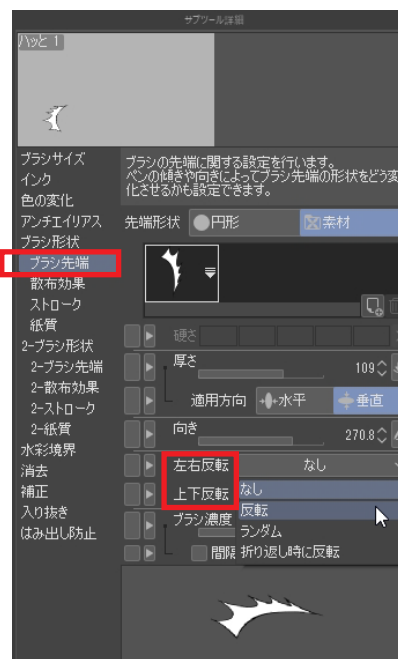 サブツール詳細
ハッと 1
ブラシサイズ
インク
色の変化
アンチエイリアス
ブラシ形状
ブラシ先端
散布効果
ストローク
紙質
2-ブラシ形状
2-ブラシ先端
2-散布効果
2-ストローク
2-紙質
水彩境界
消去
補正
入り抜き
はみ出し防止
ブラシの先端に関する設定を行います。
ペンの傾きや向きによってブラシ先端の形状をどう変
化させるかも設定できます。
先端形状 円形 素材
硬さ
厚さ 109
適用方向 水平 垂直
向き 270.8
左右反転 なし
上下反転 なし
反転
ブラシ濃度 ランダム
折り返し時に反転